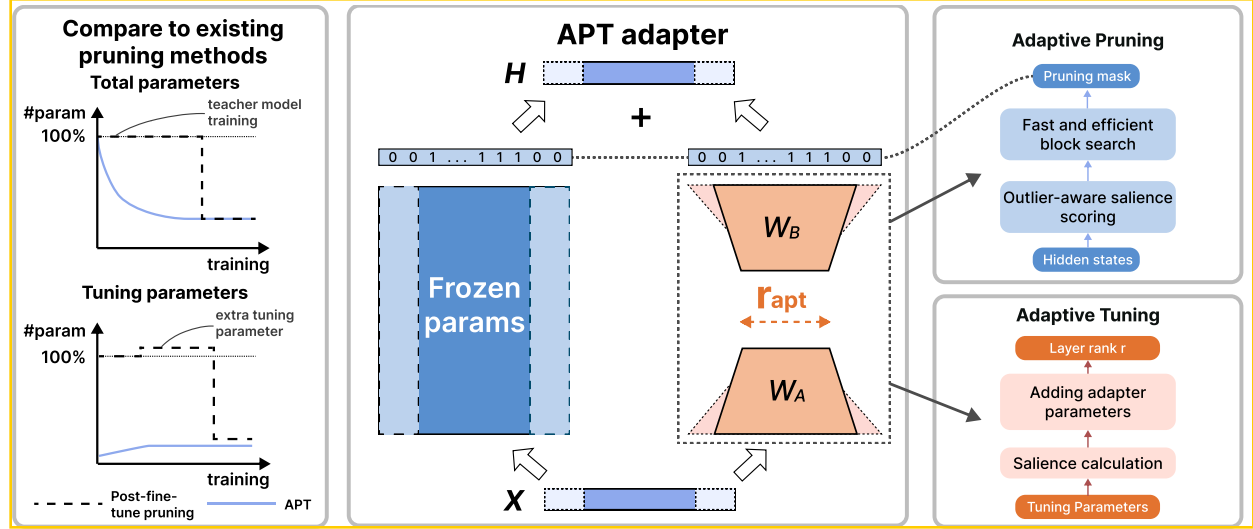 Compare to existing
pruning methods
Total parameters
#param
100%
teacher model
training
training
Tuning parameters
#param
100%
extra tuning
parameter
training
Post-fine-
tune pruning
APT
APT adapter
H
+
0 0 1 ... 1 1 1 0 0
0 0 1 ... 1 1 1 0 0
Frozen
params
W_B
r_apt
W_A
X
Adaptive Pruning
Pruning mask
Fast and efficient
block search
Outlier-aware salience
scoring
Hidden states
Adaptive Tuning
Layer rank r
Adding adapter
parameters
Salience calculation
Tuning Parameters